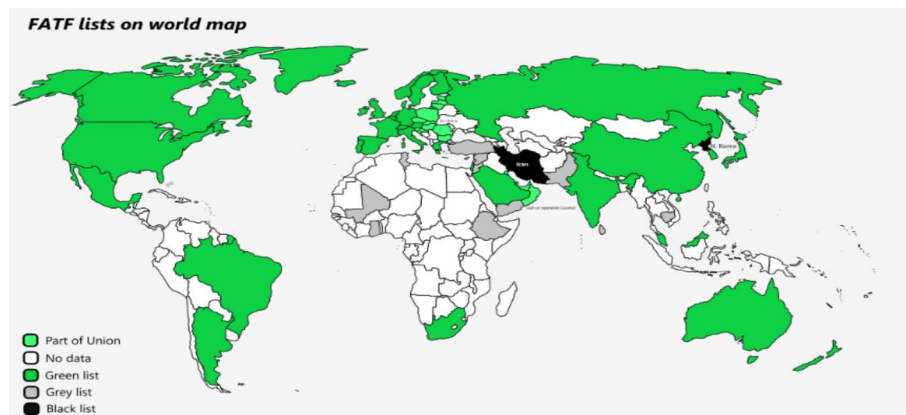 FATF lists on world map
Iran
N. Korea
Part of Union
No data
Green list
Grey list
Black list